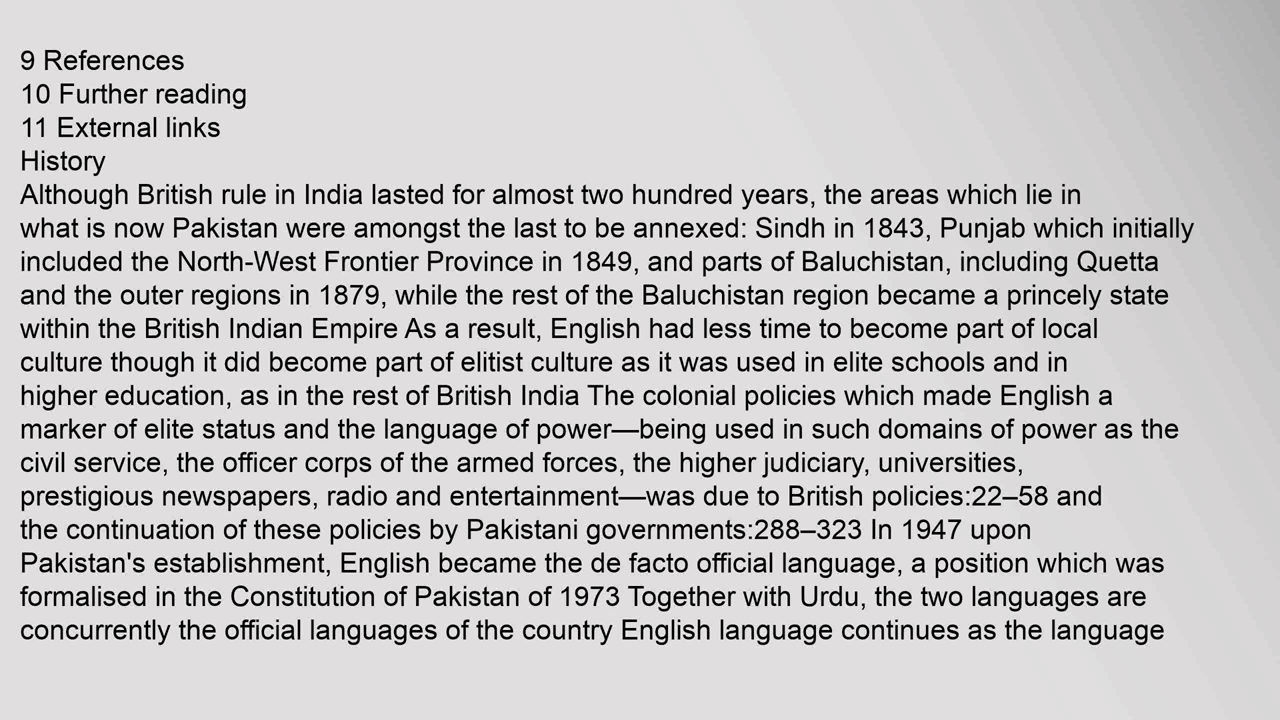 9 References
10 Further reading
11 External links
History
Although British rule in India lasted for almost two hundred years, the areas which lie in
what is now Pakistan were amongst the last to be annexed: Sindh in 1843, Punjab which initially
included the North-West Frontier Province in 1849, and parts of Baluchistan, including Quetta
and the outer regions in 1879, while the rest of the Baluchistan region became a princely state
within the British Indian Empire As a result, English had less time to become part of local
culture though it did become part of elitist culture as it was used in elite schools and in
higher education, as in the rest of British India The colonial policies which made English a
marker of elite status and the language of power—being used in such domains of power as the
civil service, the officer corps of the armed forces, the higher judiciary, universities,
prestigious newspapers, radio and entertainment—was due to British policies:22–58 and
the continuation of these policies by Pakistani governments:288–323 In 1947 upon
Pakistan's establishment, English became the de facto official language, a position which was
formalised in the Constitution of Pakistan of 1973 Together with Urdu, the two languages are
concurrently the official languages of the country English language continues as the language